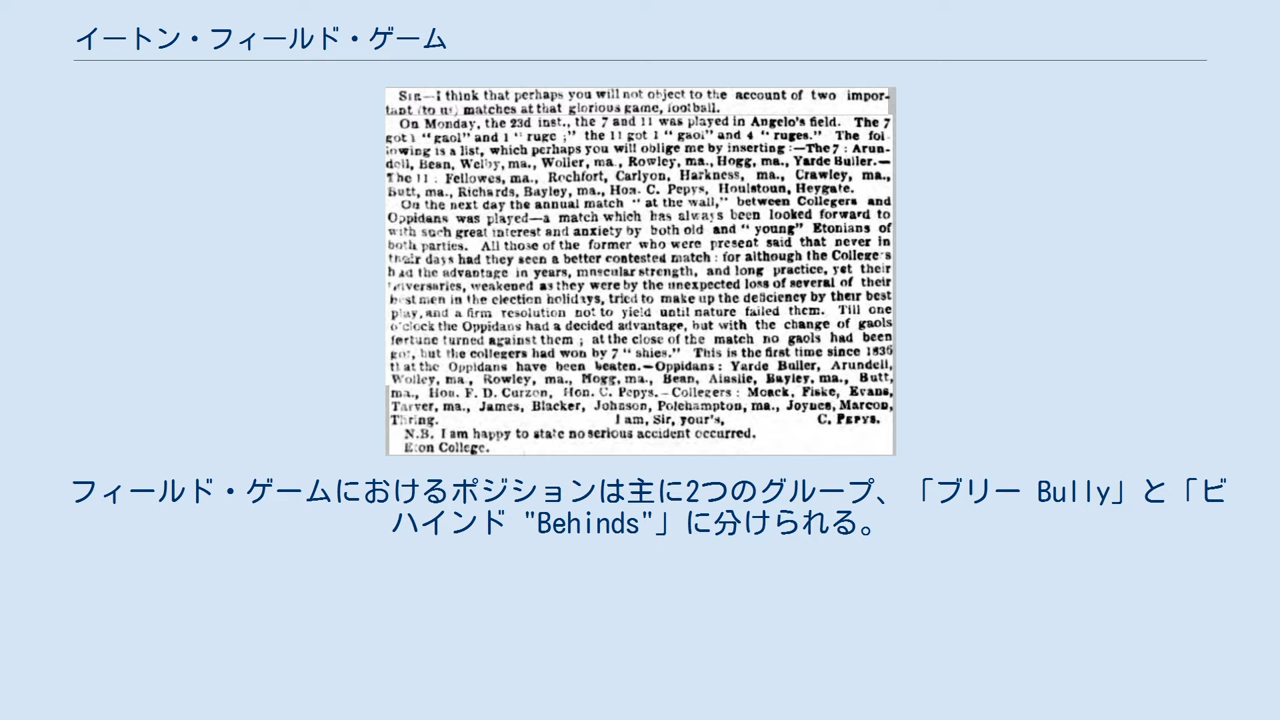 イートン・フィールド・ゲーム
Sir—I think that perhaps you will not object to the account of two impor-
tant (to us) matches at that glorious game, football.
On Monday, the 23d inst., the 7 and 11 was played in Angelo's field. The 7
got 1 "gaol" and 1 "ruge;" the 11 got 1 "gaol" and 4 "ruges." The fol
lowing is a list, which perhaps you will oblige me by inserting:—The 7: Arun-
dell, Bean, Welby, ma., Woller, ma., Rowley, ma., Hogg, ma., Yarde Buller.—
The 11: Fellowes, ma., Rochfort, Carlyon, Harkness, ma., Crawley, ma.,
Butt, ma., Richards, Bayley, ma., Hon. C. Pepys, Houlstoun, Heygate.
On the next day the annual match "at the wall," between Collegers and
Oppidans was played—a match which has always been looked forward to
with such great interest and anxiety by both old and "young" Etonians of
both parties. All those of the former who were present said that never in
their days had they seen a better contested match: for although the Collegers
had the advantage in years, muscular strength, and long practice, yet their
adversaries, weakened as they were by the unexpected loss of several of their
best men in the election holidays, tried to make up the deficiency by their best
play, and a firm resolution not to yield until nature failed them. Till one
o'clock the Oppidans had a decided advantage, but with the change of gaols
fortune turned against them; at the close of the match no gaols had been
got, but the collegers had won by 7 "shies." This is the first time since 1836
that the Oppidans have been beaten.—Oppidans: Yarde Buller, Arundell,
Wolley, ma., Rowley, ma., Hogg, ma., Bean, Ainslie, Bayley, ma., Butt,
ma., Hon. F. D. Curzon, Hon. C. Pepys.—Collegers: Moack, Fiske, Evans,
Tarver, ma., James, Blacker, Johnson, Polehampton, ma., Joynes, Marcon,
Thring. I am, Sir, your's, C. PEPYS.
N.B. I am happy to state no serious accident occurred.
Eton College.
フィールド・ゲームにおけるポジションは主に2つのグループ、「ブリー Bully」と「ビ
ハインド "Behinds"」に分けられる。